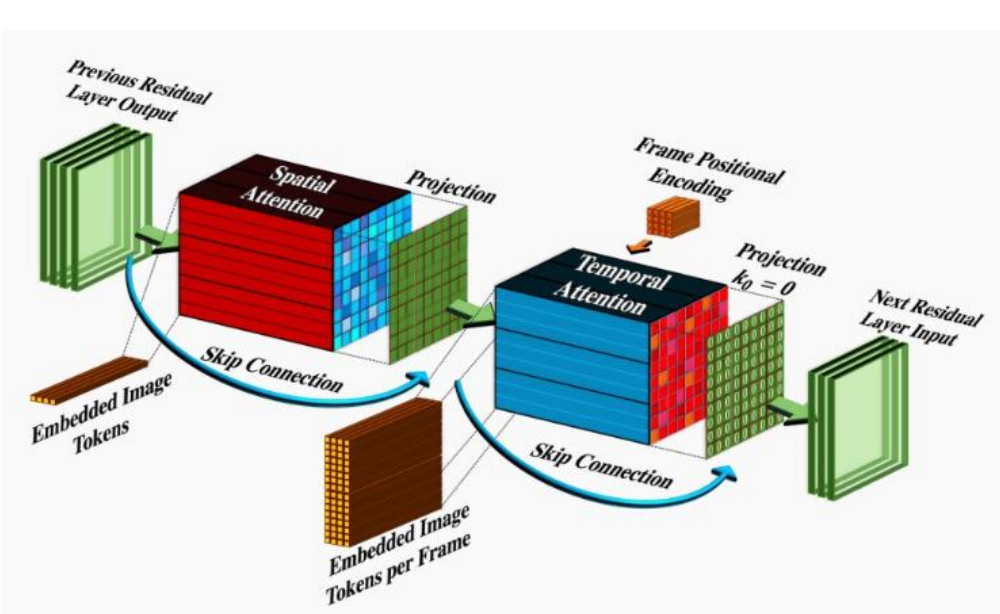 Previous Residual
Layer Output
Spatial
Attention
Projection
Frame Positional
Encoding
Temporal
Attention
Projection
k₀ = 0
Next Residual
Layer Input
Skip Connection
Embedded Image
Tokens
Skip Connection
Embedded Image
Tokens per Frame